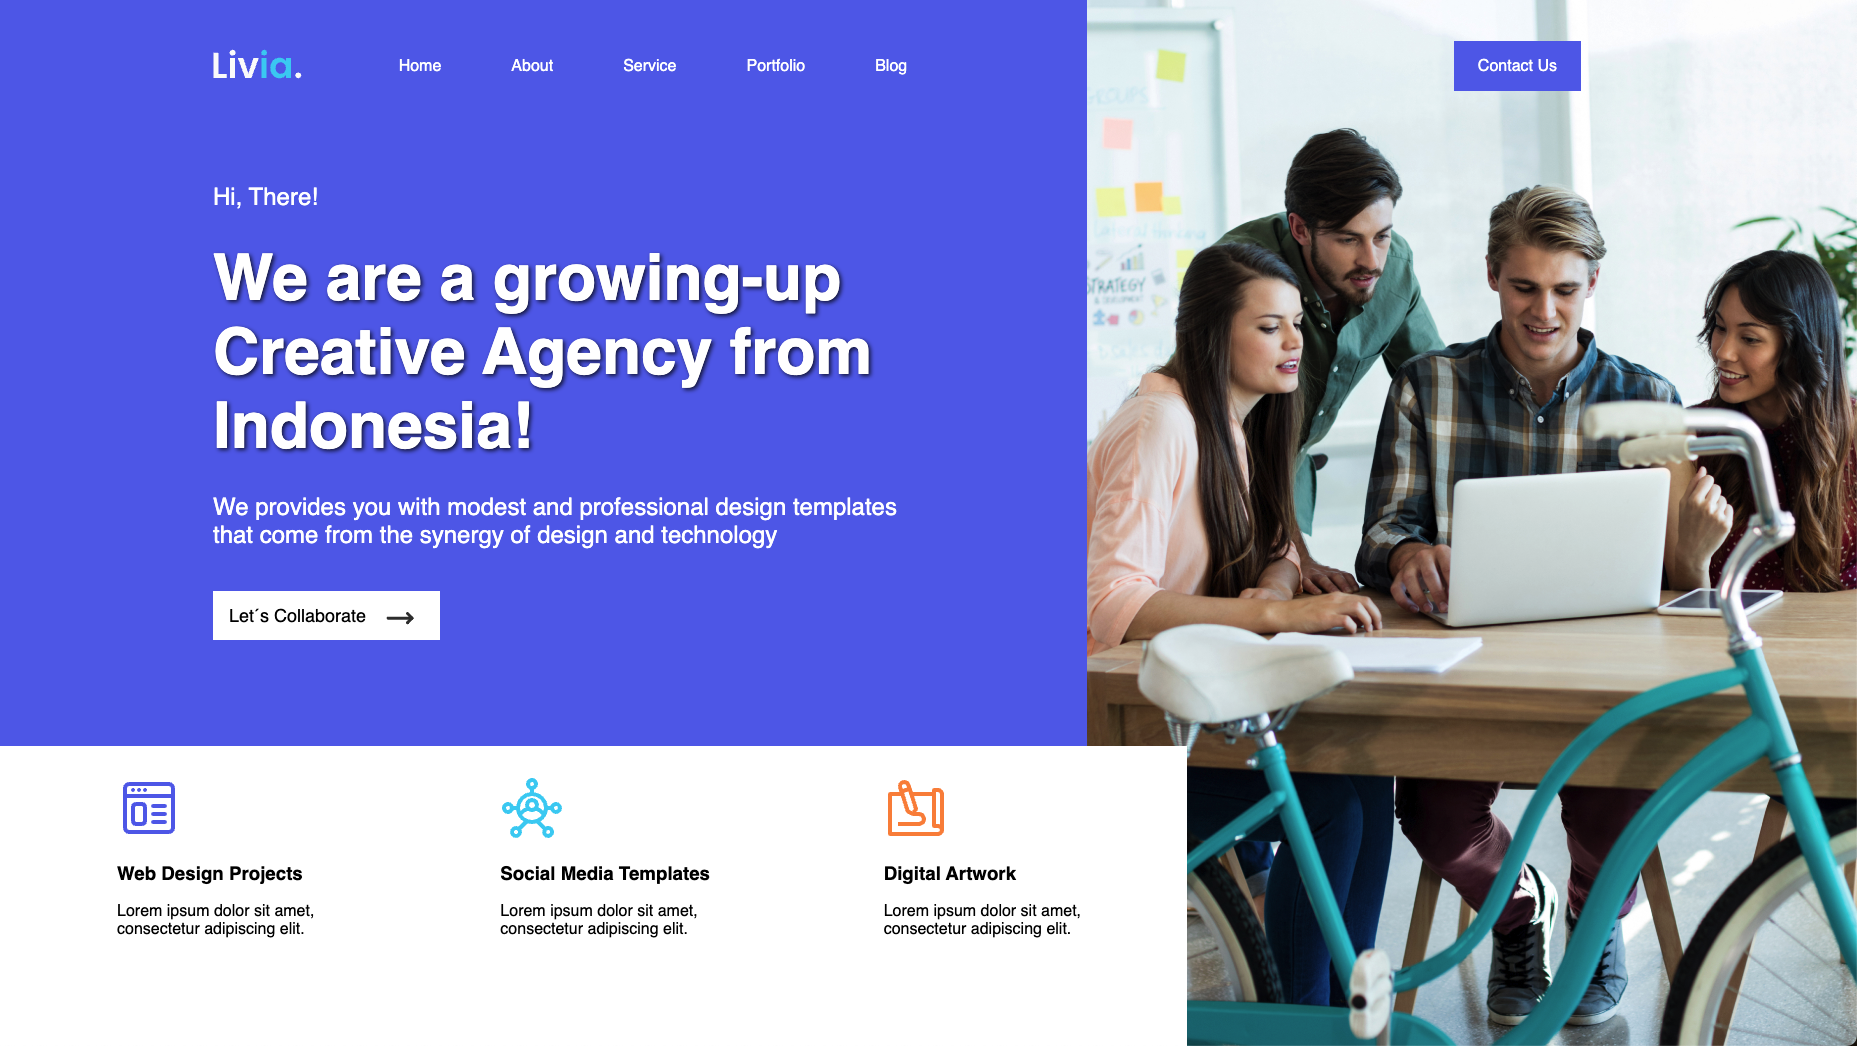 Livia.
Home
About
Service
Portfolio
Blog
Contact Us
GROUPS
STRATEGY
& DEVELOPMENT
Hi, There!
We are a growing-up
Creative Agency from
Indonesia!
We provides you with modest and professional design templates
that come from the synergy of design and technology
Let´s Collaborate
Web Design Projects
Lorem ipsum dolor sit amet,
consectetur adipiscing elit.
Social Media Templates
Lorem ipsum dolor sit amet,
consectetur adipiscing elit.
Digital Artwork
Lorem ipsum dolor sit amet,
consectetur adipiscing elit.